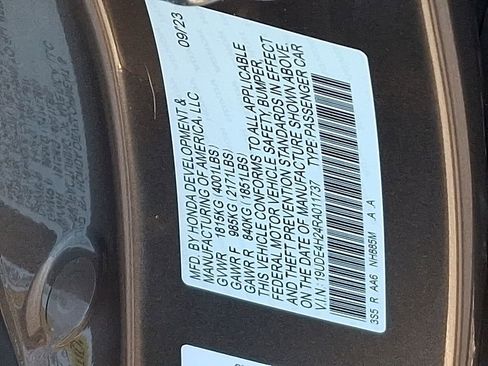 MFD. BY HONDA DEVELOPMENT & 09/23
MANUFACTURING OF AMERICA, LLC.
GVWR 1815KG (4001LBS)
GAWR F 985KG (2171LBS)
GAWR R 840KG (1851LBS)
THIS VEHICLE CONFORMS TO ALL APPLICABLE
FEDERAL MOTOR VEHICLE SAFETY, BUMPER,
AND THEFT PREVENTION STANDARDS IN EFFECT
ON THE DATE OF MANUFACTURE SHOWN ABOVE.
V.I.N.: 19UDE4H24RA011737 TYPE:PASSENGER CAR
3S5 R AA6 NH885M A A